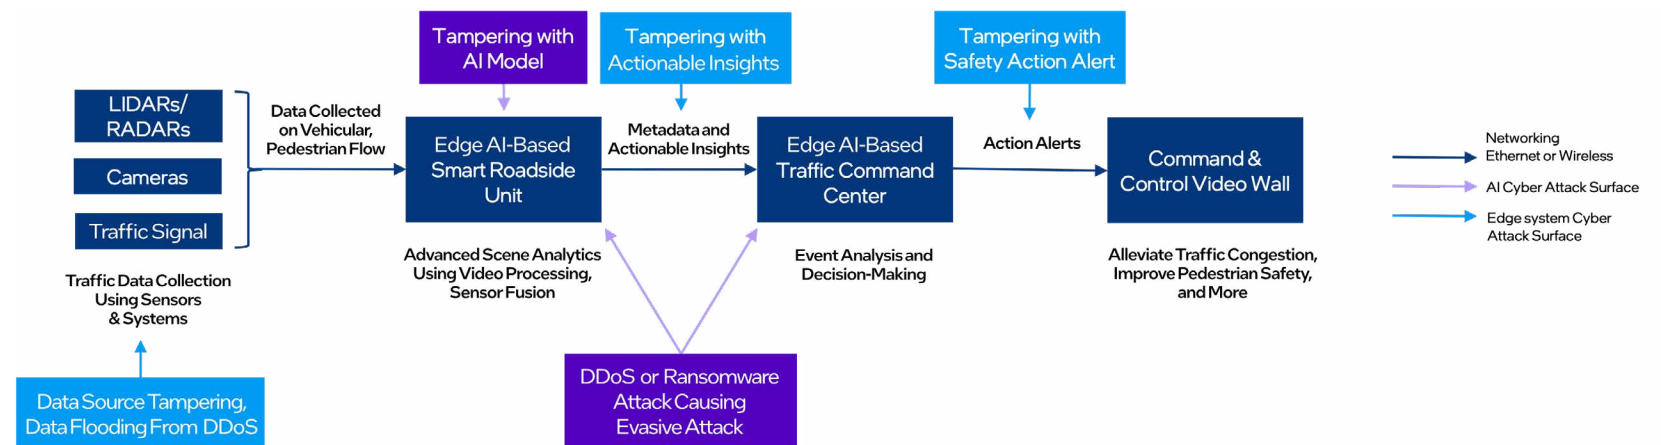 Tampering with
AI Model
Tampering with
Actionable Insights
Tampering with
Safety Action Alert
LIDARs/
RADARs
Cameras
Traffic Signal
Data Collected
on Vehicular,
Pedestrian Flow
Edge AI-Based
Smart Roadside
Unit
Metadata and
Actionable Insights
Edge AI-Based
Traffic Command
Center
Action Alerts
Command &
Control Video Wall
Networking
Ethernet or Wireless
AI Cyber Attack Surface
Edge system Cyber
Attack Surface
Traffic Data Collection
Using Sensors
& Systems
Advanced Scene Analytics
Using Video Processing,
Sensor Fusion
Event Analysis and
Decision-Making
Alleviate Traffic Congestion,
Improve Pedestrian Safety,
and More
Data Source Tampering,
Data Flooding From DDoS
DDoS or Ransomware
Attack Causing
Evasive Attack